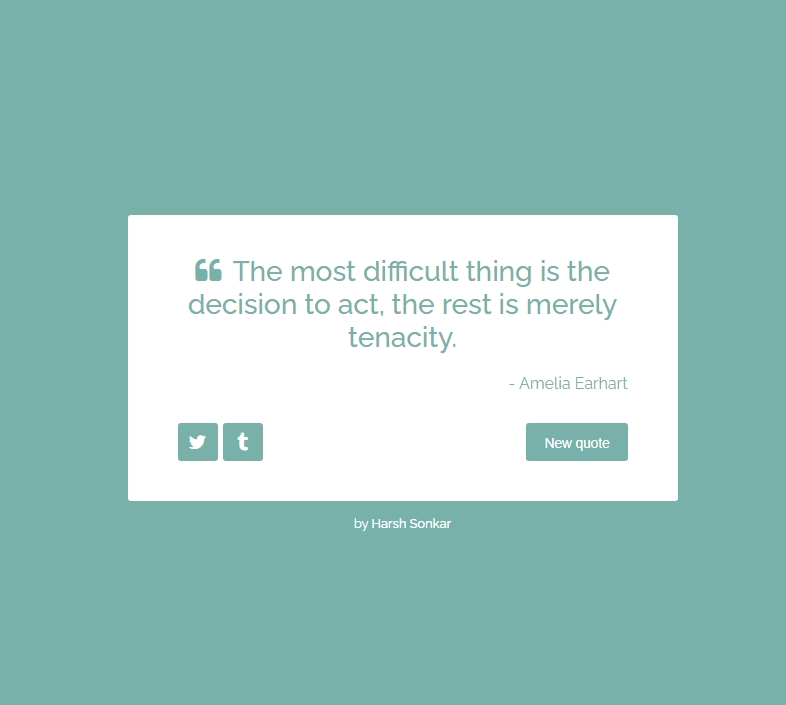 The most difficult thing is the
decision to act, the rest is merely
tenacity.
- Amelia Earhart
New quote
by Harsh Sonkar